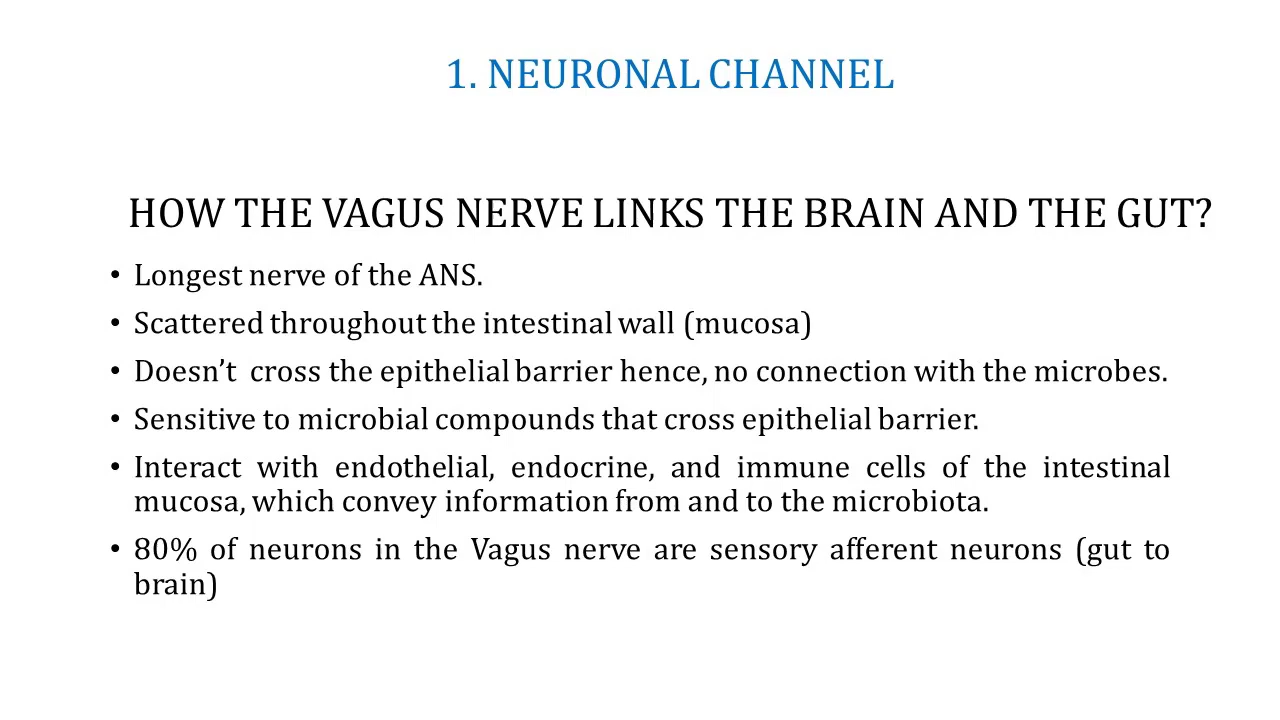 1. NEURONAL CHANNEL
HOW THE VAGUS NERVE LINKS THE BRAIN AND THE GUT?
• Longest nerve of the ANS.
• Scattered throughout the intestinal wall (mucosa)
• Doesn’t  cross the epithelial barrier hence, no connection with the microbes.
• Sensitive to microbial compounds that cross epithelial barrier.
• Interact with endothelial, endocrine, and immune cells of the intestinal
mucosa, which convey information from and to the microbiota.
• 80% of neurons in the Vagus nerve are sensory afferent neurons (gut to
brain)